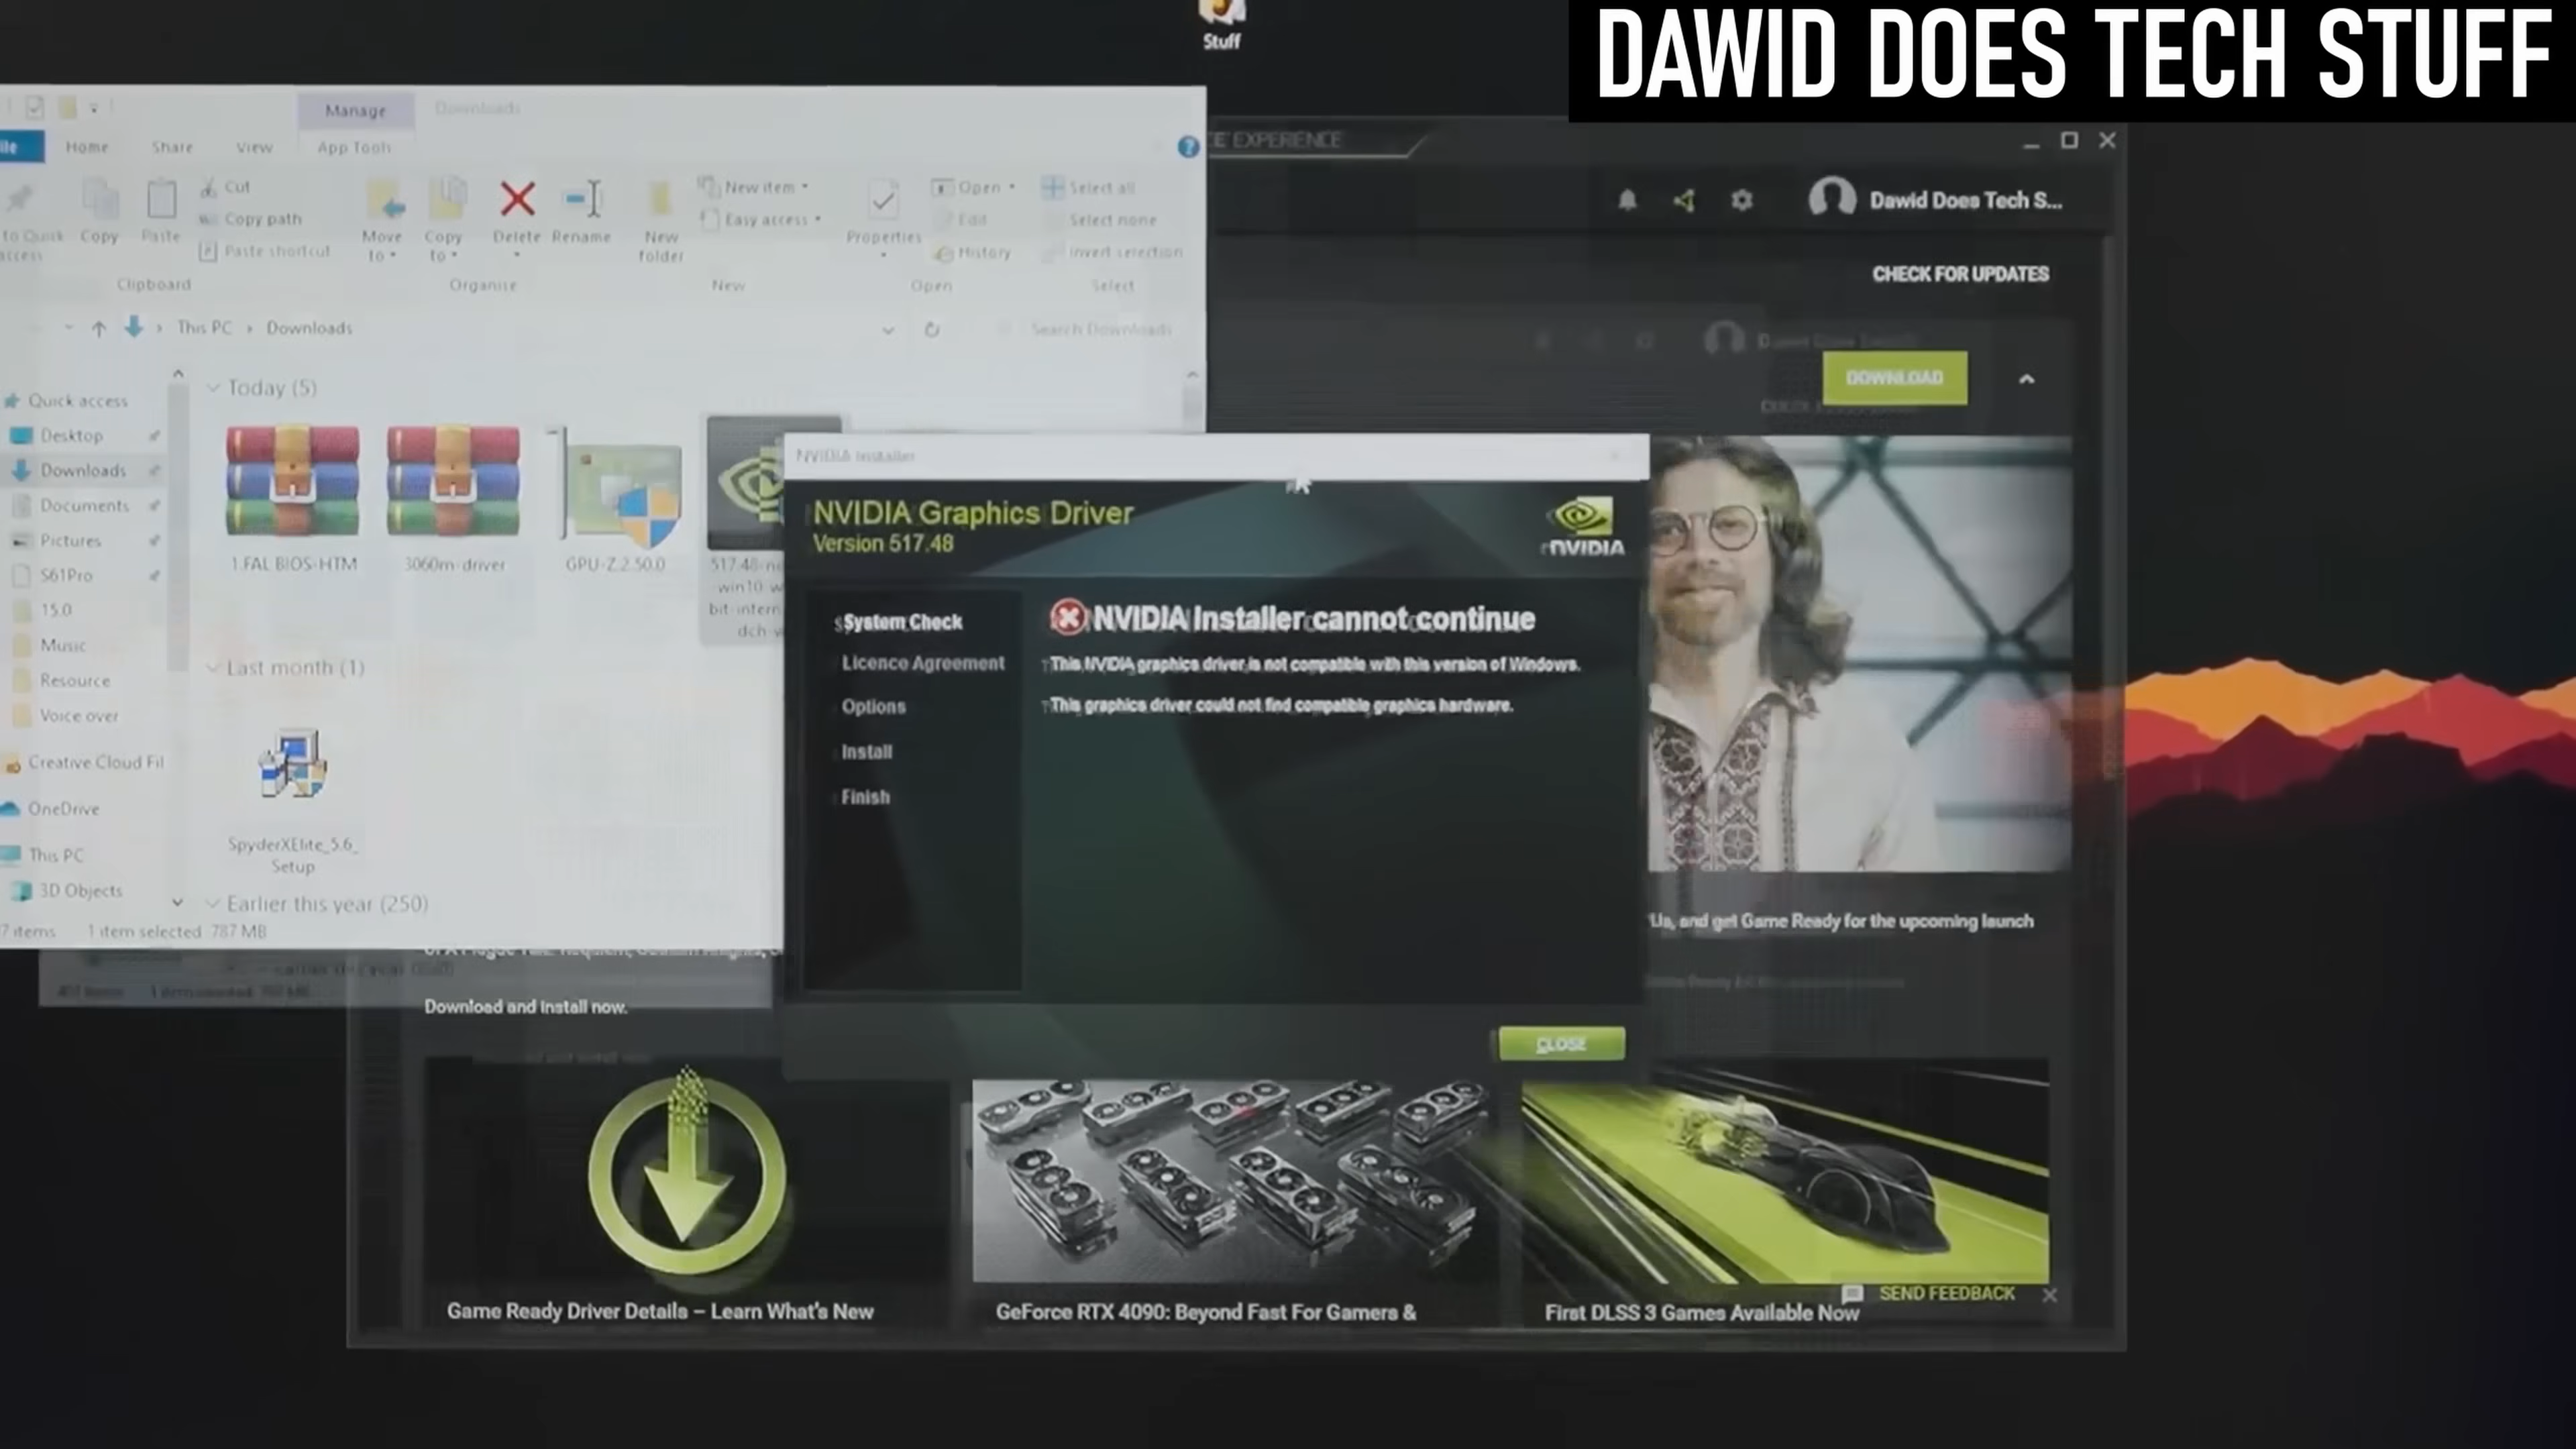 Stuff
DAWID DOES TECH STUFF
Manage
Downloads
Home
Share
View
App Tools
EXPERIENCE
Dawid Does Tech S...
CHECK FOR UPDATES
Cut
Copy path
Paste shortcut
Copy
Paste
Move
to
Copy
to
Delete
Rename
New
folder
New item
Easy access
Properties
Open
Edit
History
Select all
Select none
Invert selection
to Quick
access
Clipboard
Organise
New
Open
Select
This PC
Downloads
Search Downloads
DOWNLOAD
Quick access
Desktop
Downloads
Documents
Pictures
S61Pro
15.0
Music
Resource
Voice over
Creative Cloud Fil
OneDrive
This PC
3D Objects
Today (5)
1.FAL BIOS-HTM
3060m-driver
GPU-Z.2.50.0
Last month (1)
SpyderXElite_5.6_
Setup
Earlier this year (250)
7 items
1 item selected 787 MB
NVIDIA Installer
NVIDIA Graphics Driver
Version 517.48
NVIDIA
System Check
Licence Agreement
Options
Install
Finish
NVIDIA Installer cannot continue
This NVIDIA graphics driver is not compatible with this version of Windows.
This graphics driver could not find compatible graphics hardware.
CLOSE
Us, and get Game Ready for the upcoming launch
Download and install now.
Game Ready Driver Details – Learn What's New
GeForce RTX 4090: Beyond Fast For Gamers &
First DLSS 3 Games Available Now
SEND FEEDBACK